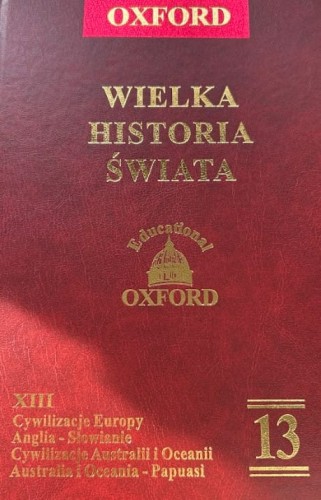 OXFORD
WIELKA
HISTORIA
ŚWIATA
Educational
OXFORD
XIII
Cywilizacje Europy
Anglia - Słowianie
Cywilizacje Australii i Oceanii
Australia i Oceania - Papuasi
13